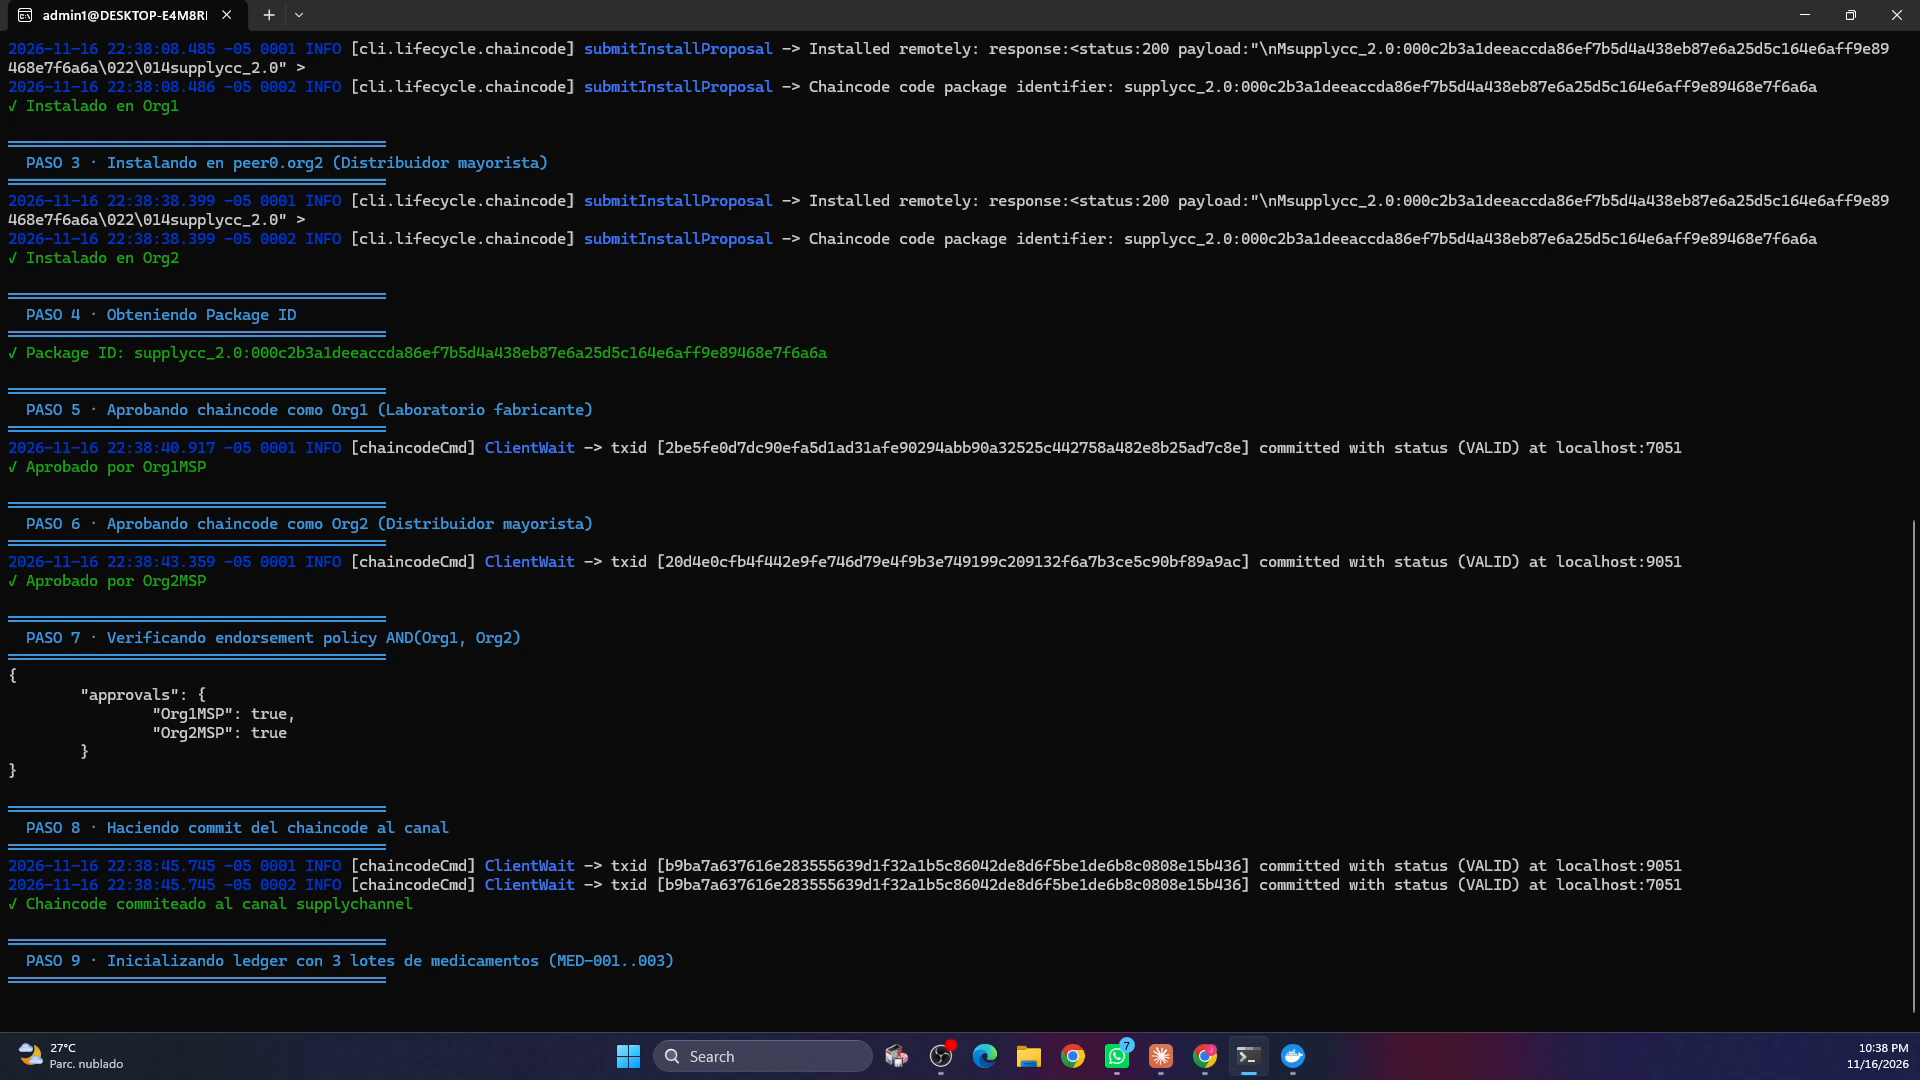 admin1@DESKTOP-E4M8RI
2026-11-16 22:38:08.485 -05 0001 INFO [cli.lifecycle.chaincode] submitInstallProposal -> Installed remotely: response:<status:200 payload:"\nMsupplycc_2.0:000c2b3a1deeaccda86ef7b5d4a438eb87e6a25d5c164e6aff9e89
468e7f6a6a\022\014supplycc_2.0" >
2026-11-16 22:38:08.486 -05 0002 INFO [cli.lifecycle.chaincode] submitInstallProposal -> Chaincode code package identifier: supplycc_2.0:000c2b3a1deeaccda86ef7b5d4a438eb87e6a25d5c164e6aff9e89468e7f6a6a
✓ Instalado en Org1
PASO 3 · Instalando en peer0.org2 (Distribuidor mayorista)
2026-11-16 22:38:38.399 -05 0001 INFO [cli.lifecycle.chaincode] submitInstallProposal -> Installed remotely: response:<status:200 payload:"\nMsupplycc_2.0:000c2b3a1deeaccda86ef7b5d4a438eb87e6a25d5c164e6aff9e89
468e7f6a6a\022\014supplycc_2.0" >
2026-11-16 22:38:38.399 -05 0002 INFO [cli.lifecycle.chaincode] submitInstallProposal -> Chaincode code package identifier: supplycc_2.0:000c2b3a1deeaccda86ef7b5d4a438eb87e6a25d5c164e6aff9e89468e7f6a6a
✓ Instalado en Org2
PASO 4 · Obteniendo Package ID
✓ Package ID: supplycc_2.0:000c2b3a1deeaccda86ef7b5d4a438eb87e6a25d5c164e6aff9e89468e7f6a6a
PASO 5 · Aprobando chaincode como Org1 (Laboratorio fabricante)
2026-11-16 22:38:40.917 -05 0001 INFO [chaincodeCmd] ClientWait -> txid [2be5fe0d7dc90efa5d1ad31afe90294abb90a32525c442758a482e8b25ad7c8e] committed with status (VALID) at localhost:7051
✓ Aprobado por Org1MSP
PASO 6 · Aprobando chaincode como Org2 (Distribuidor mayorista)
2026-11-16 22:38:43.359 -05 0001 INFO [chaincodeCmd] ClientWait -> txid [20d4e0cfb4f442e9fe746d79e4f9b3e749199c209132f6a7b3ce5c90bf89a9ac] committed with status (VALID) at localhost:9051
✓ Aprobado por Org2MSP
PASO 7 · Verificando endorsement policy AND(Org1, Org2)
{
"approvals": {
"Org1MSP": true,
"Org2MSP": true
}
}
PASO 8 · Haciendo commit del chaincode al canal
2026-11-16 22:38:45.745 -05 0001 INFO [chaincodeCmd] ClientWait -> txid [b9ba7a637616e283555639d1f32a1b5c86042de8d6f5be1de6b8c0808e15b436] committed with status (VALID) at localhost:9051
2026-11-16 22:38:45.745 -05 0002 INFO [chaincodeCmd] ClientWait -> txid [b9ba7a637616e283555639d1f32a1b5c86042de8d6f5be1de6b8c0808e15b436] committed with status (VALID) at localhost:7051
✓ Chaincode commiteado al canal supplychannel
PASO 9 · Inicializando ledger con 3 lotes de medicamentos (MED-001..003)
27°C
Parc. nublado
Search
7
10:38 PM
11/16/2026